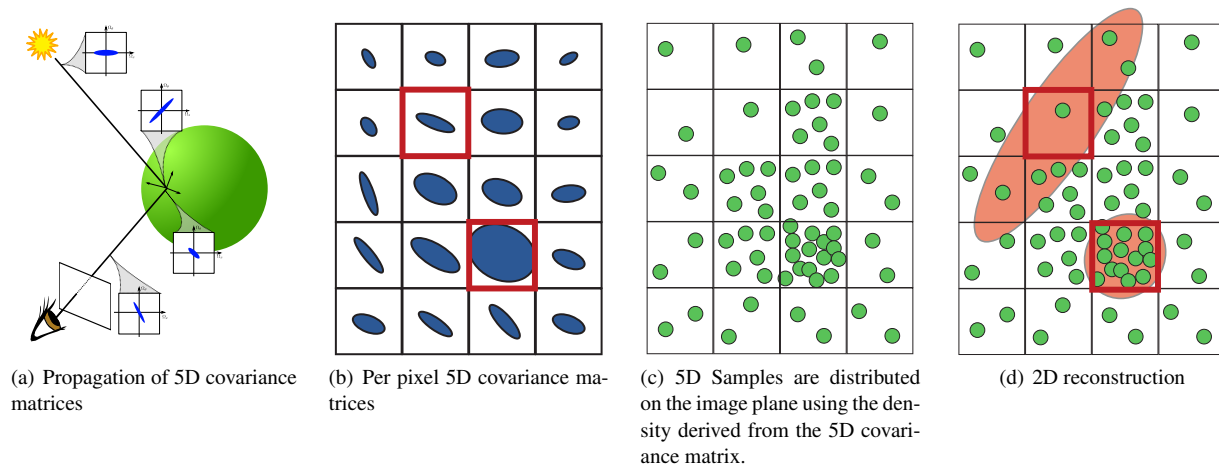 (a) Propagation of 5D covariance
matrices
(b) Per pixel 5D covariance ma-
trices
(c) 5D Samples are distributed
on the image plane using the den-
sity derived from the 5D covari-
ance matrix.
(d) 2D reconstruction